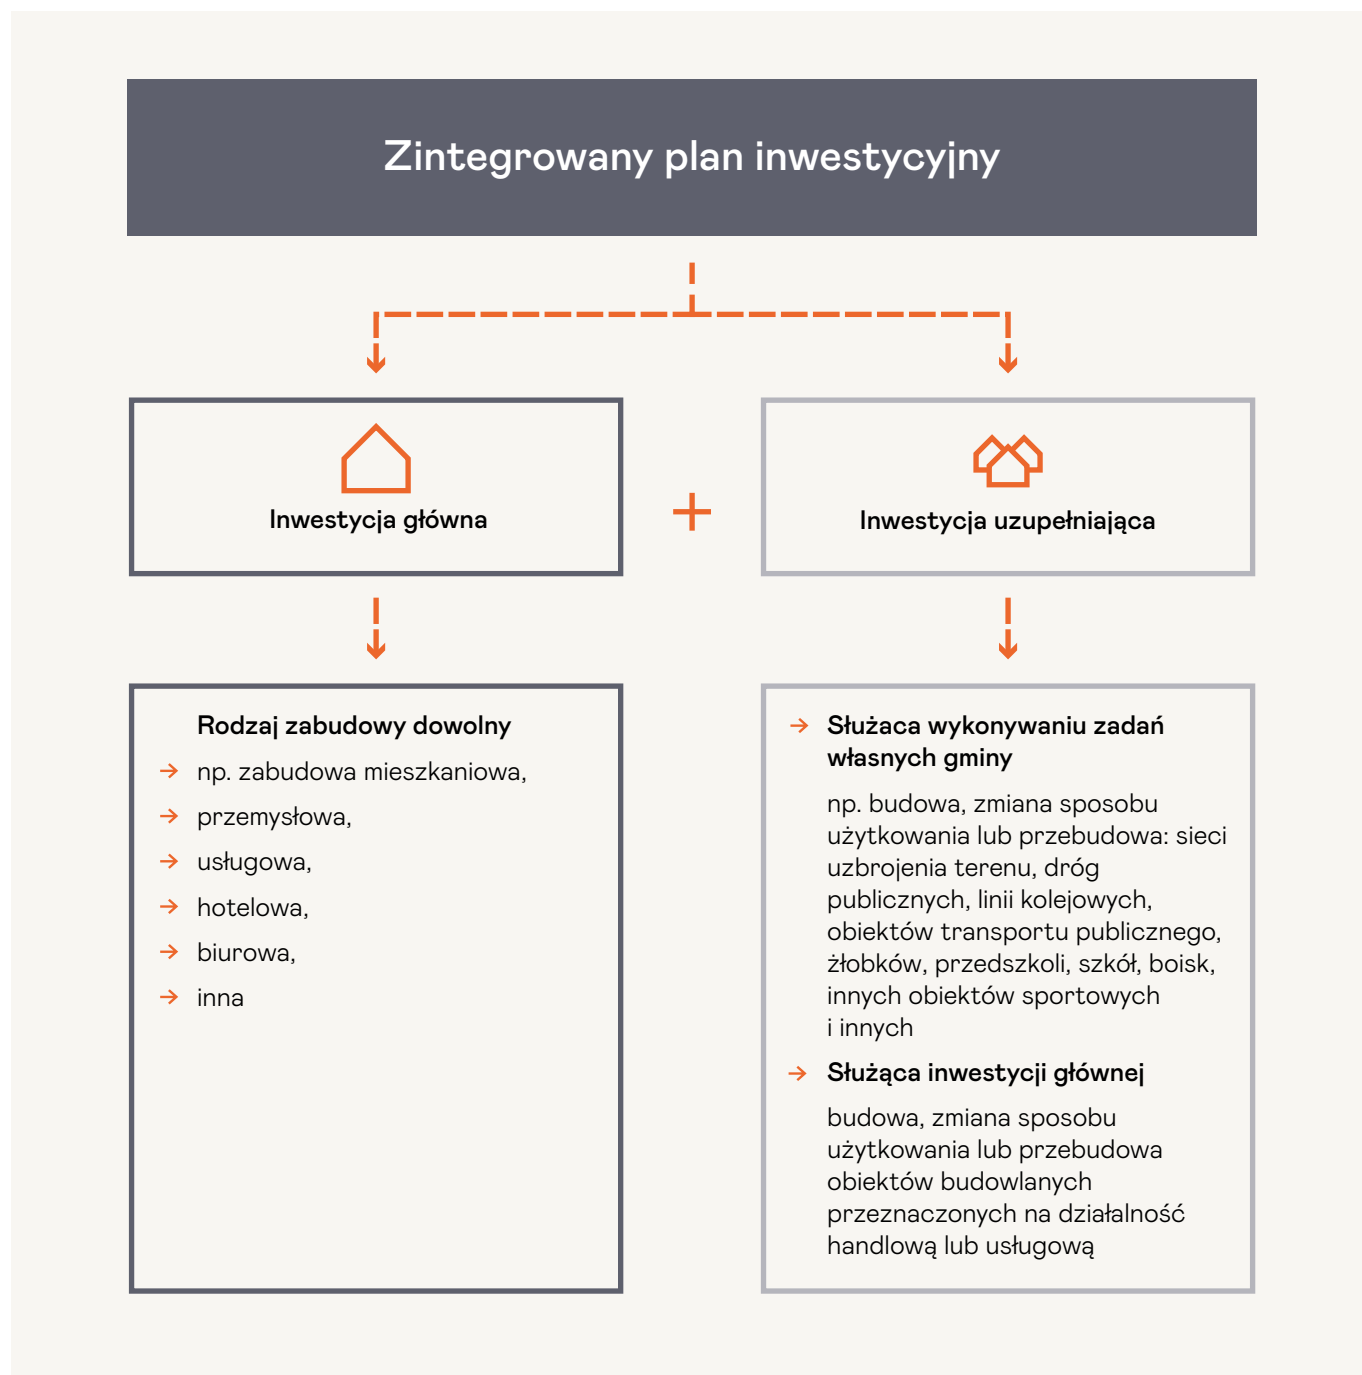 Zintegrowany plan inwestycyjny
Inwestycja główna
Inwestycja uzupełniająca
Rodzaj zabudowy dowolny
np. zabudowa mieszkaniowa,
przemysłowa,
usługowa,
hotelowa,
biurowa,
inna
Służaca wykonywaniu zadań
własnych gminy
np. budowa, zmiana sposobu
użytkowania lub przebudowa: sieci
uzbrojenia terenu, dróg
publicznych, linii kolejowych,
obiektów transportu publicznego,
żłobków, przedszkoli, szkół, boisk,
innych obiektów sportowych
i innych
Służąca inwestycji głównej
budowa, zmiana sposobu
użytkowania lub przebudowa
obiektów budowlanych
przeznaczonych na działalność
handlową lub usługową